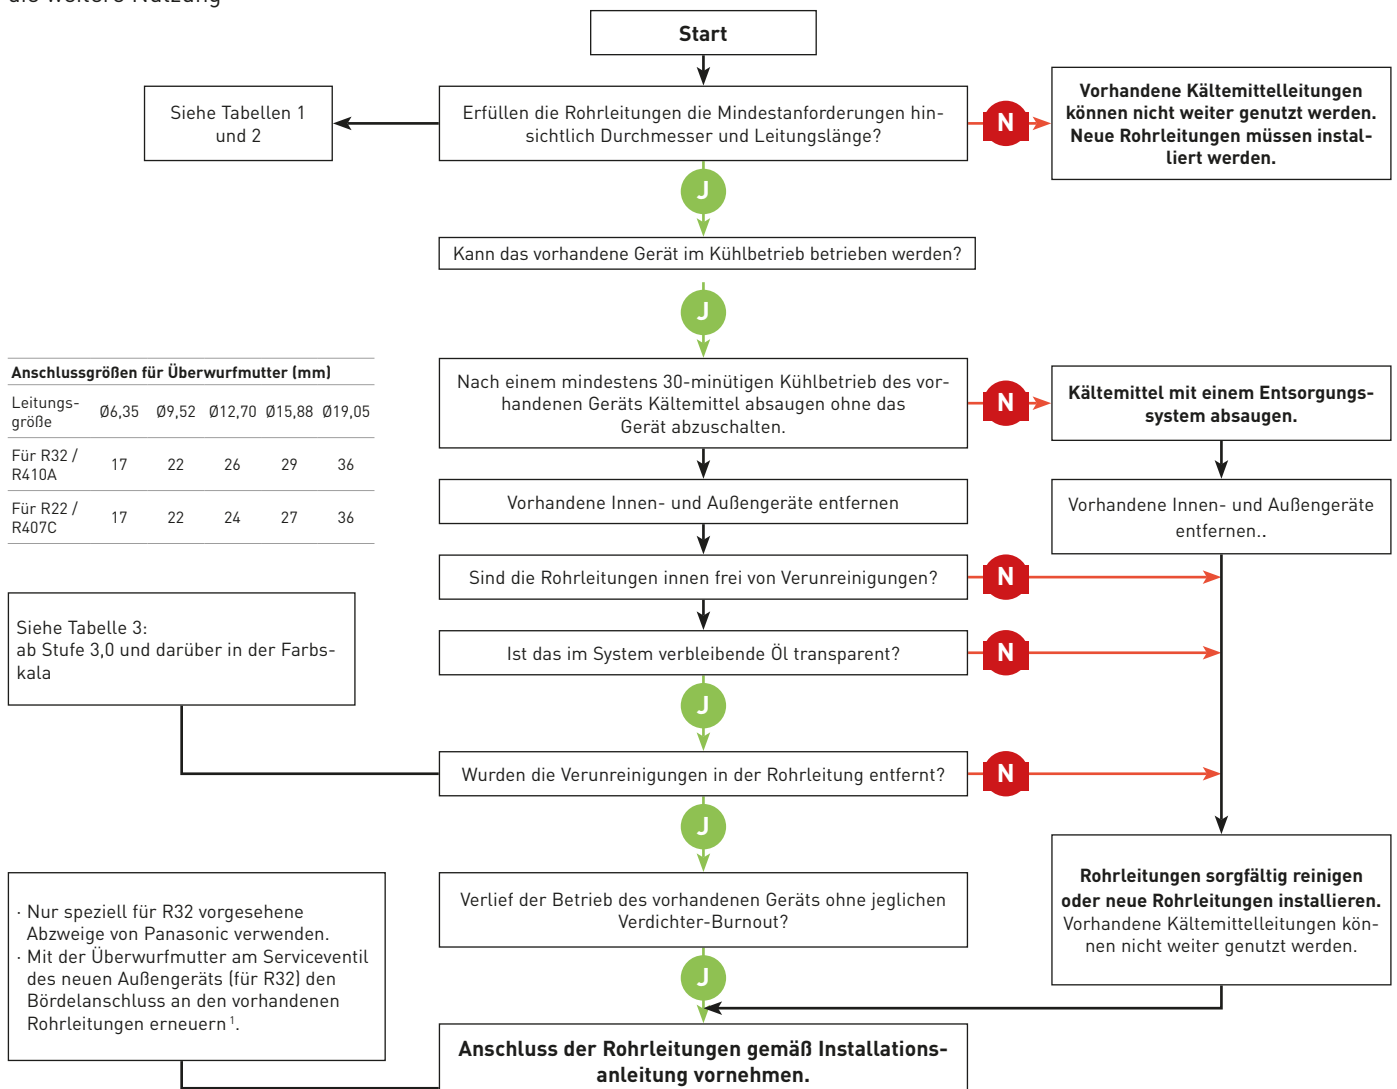 die weitere Nutzung
Start
Siehe Tabellen 1
und 2
Erfüllen die Rohrleitungen die Mindestanforderungen hin-
sichtlich Durchmesser und Leitungslänge?
N
Vorhandene Kältemittelleitungen
können nicht weiter genutzt werden.
Neue Rohrleitungen müssen instal-
liert werden.
J
Kann das vorhandene Gerät im Kühlbetrieb betrieben werden?
J
Anschlussgrößen für Überwurfmutter (mm)
Leitungs-
größe Ø6,35 Ø9,52 Ø12,70 Ø15,88 Ø19,05
Für R32 /
R410A 17 22 26 29 36
Für R22 /
R407C 17 22 24 27 36
Nach einem mindestens 30-minütigen Kühlbetrieb des vor-
handenen Geräts Kältemittel absaugen ohne das
Gerät abzuschalten.
N
Kältemittel mit einem Entsorgungs-
system absaugen.
Vorhandene Innen- und Außengeräte entfernen
Vorhandene Innen- und Außengeräte
entfernen..
Sind die Rohrleitungen innen frei von Verunreinigungen?
N
Siehe Tabelle 3:
ab Stufe 3,0 und darüber in der Farbs-
kala
Ist das im System verbleibende Öl transparent?
N
J
Wurden die Verunreinigungen in der Rohrleitung entfernt?
N
J
Verlief der Betrieb des vorhandenen Geräts ohne jeglichen
Verdichter-Burnout?
Rohrleitungen sorgfältig reinigen
oder neue Rohrleitungen installieren.
Vorhandene Kältemittelleitungen kön-
nen nicht weiter genutzt werden.
· Nur speziell für R32 vorgesehene
Abzweige von Panasonic verwenden.
· Mit der Überwurfmutter am Serviceventil
des neuen Außengeräts (für R32) den
Bördelanschluss an den vorhandenen
Rohrleitungen erneuern ¹.
J
Anschluss der Rohrleitungen gemäß Installations-
anleitung vornehmen.